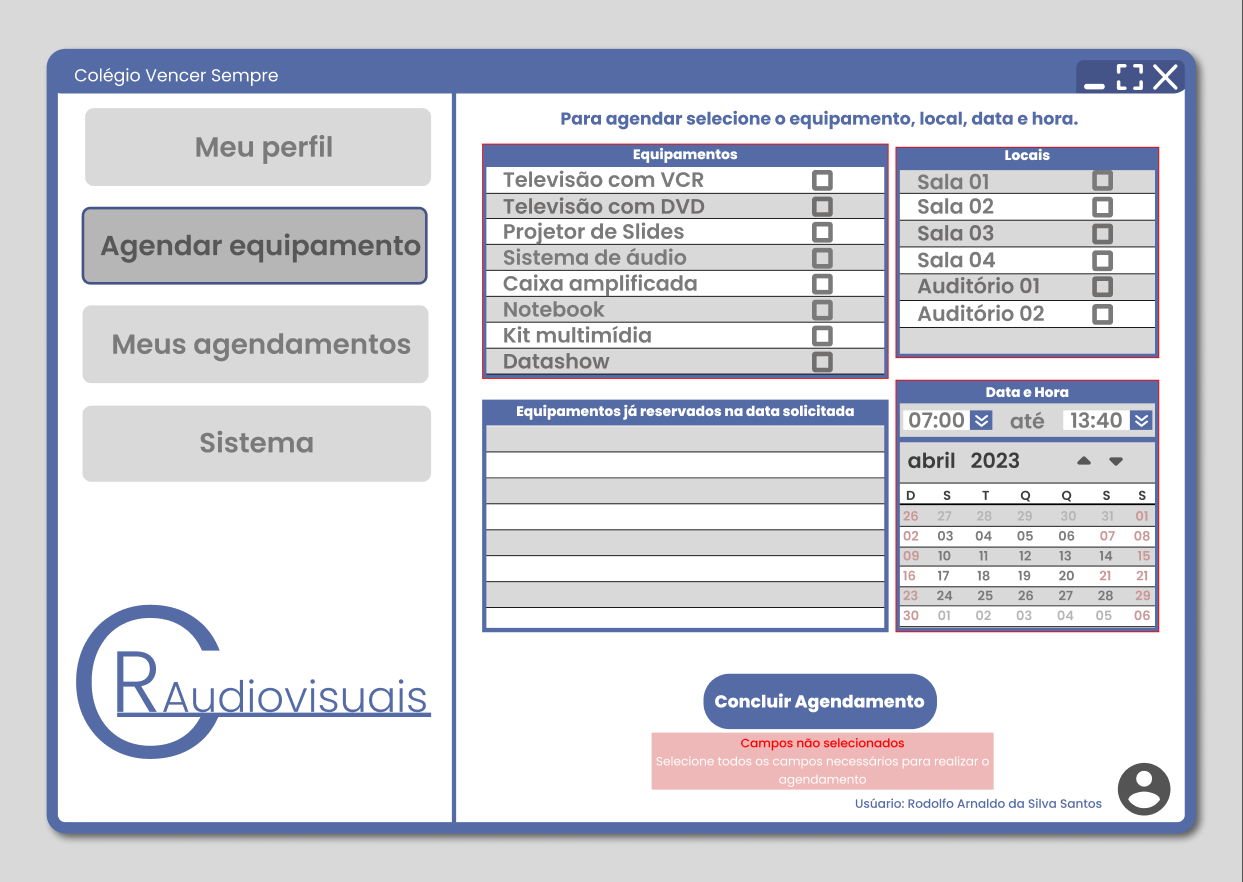 Colégio Vencer Sempre
Meu perfil
Agendar equipamento
Meus agendamentos
Sistema
CRAudiovisuais
Para agendar selecione o equipamento, local, data e hora.
Equipamentos
Televisão com VCR
Televisão com DVD
Projetor de Slides
Sistema de áudio
Caixa amplificada
Notebook
Kit multimídia
Datashow
Locais
Sala 01
Sala 02
Sala 03
Sala 04
Auditório 01
Auditório 02
Equipamentos já reservados na data solicitada
Data e Hora
07:00 até 13:40
abril 2023
D S T Q Q S S
26 27 28 29 30 31 01
02 03 04 05 06 07 08
09 10 11 12 13 14 15
16 17 18 19 20 21 21
23 24 25 26 27 28 29
30 01 02 03 04 05 06
Concluir Agendamento
Campos não selecionados
Selecione todos os campos necessários para realizar o
agendamento
Usúario: Rodolfo Arnaldo da Silva Santos